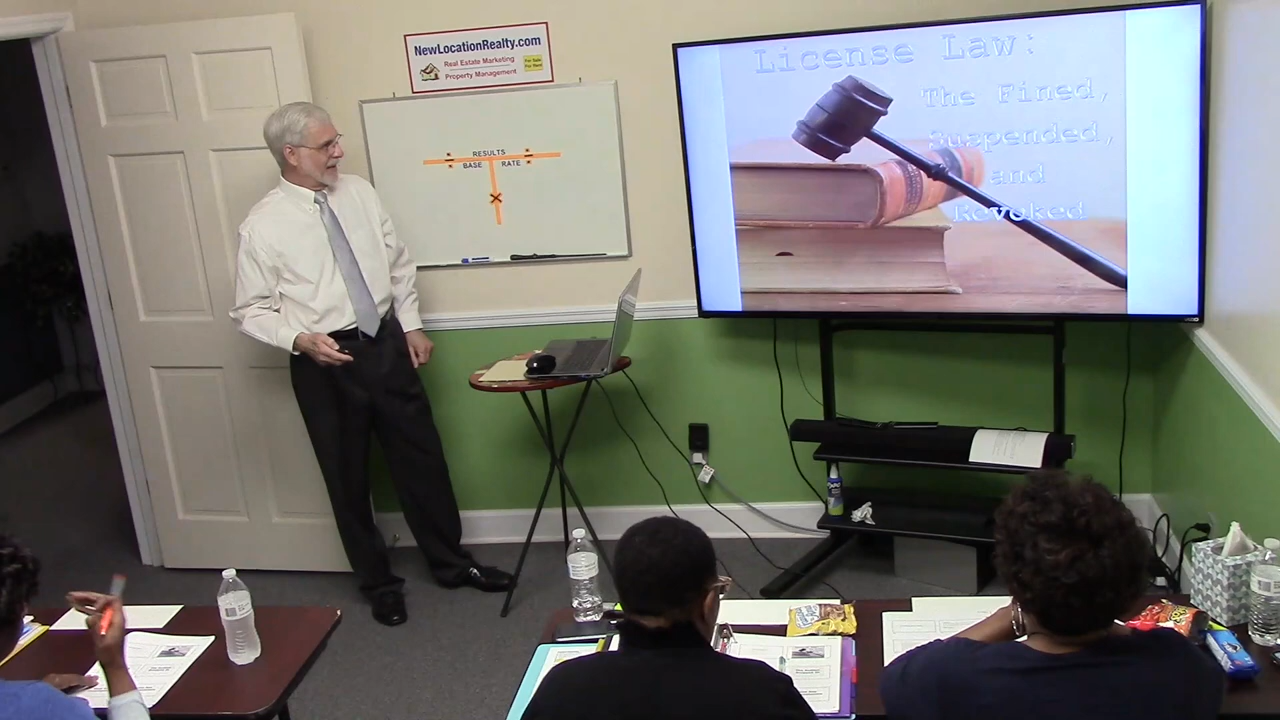 NewLocationRealty.com
Real Estate Marketing
Property Management
For Sale
For Rent
RESULTS
BASE RATE
License Law:
The Fined,
Suspended,
and
Revoked